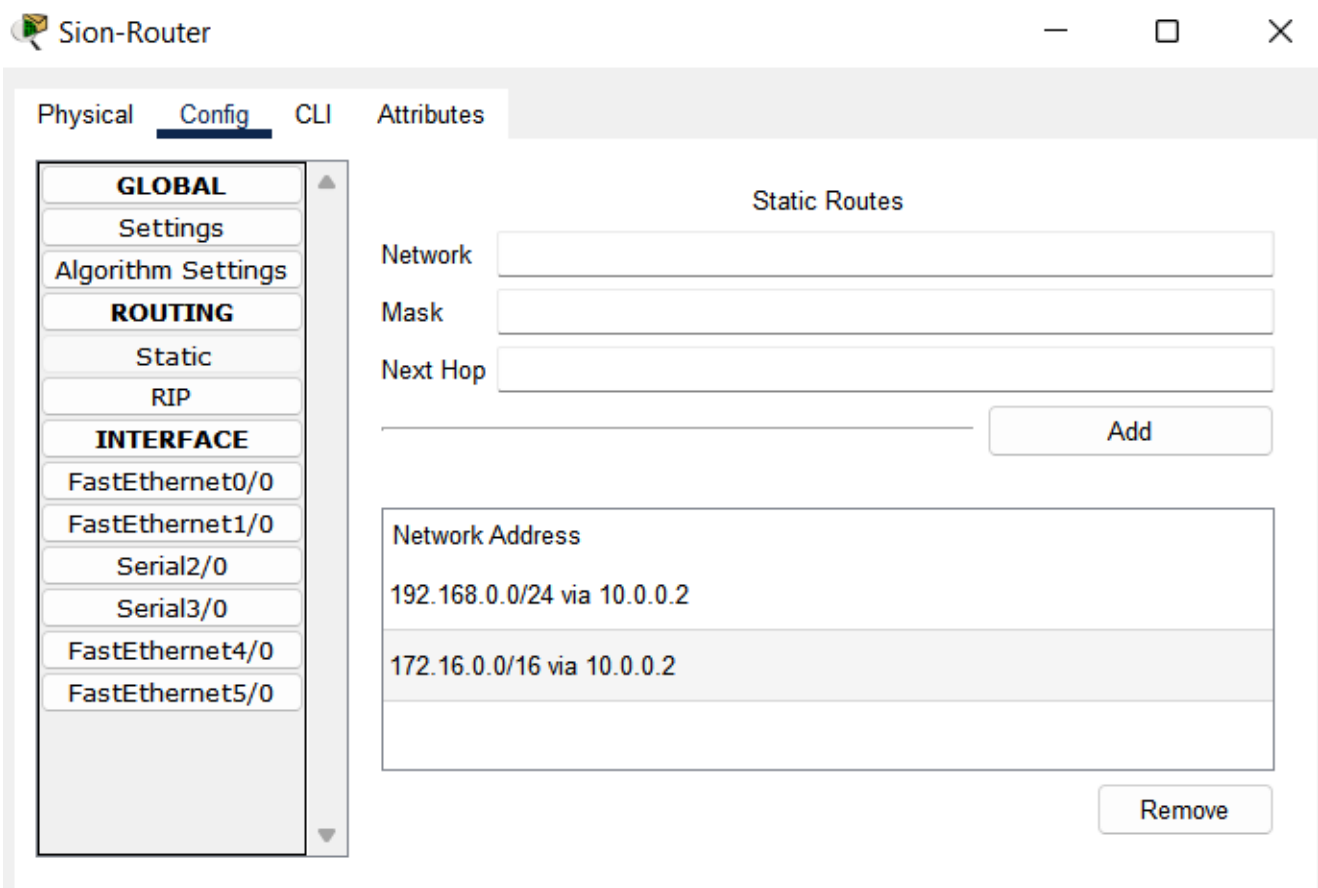 Sion-Router
Physical Config CLI Attributes
GLOBAL
Settings
Algorithm Settings
ROUTING
Static
RIP
INTERFACE
FastEthernet0/0
FastEthernet1/0
Serial2/0
Serial3/0
FastEthernet4/0
FastEthernet5/0
Static Routes
Network
Mask
Next Hop
Add
Network Address
192.168.0.0/24 via 10.0.0.2
172.16.0.0/16 via 10.0.0.2
Remove